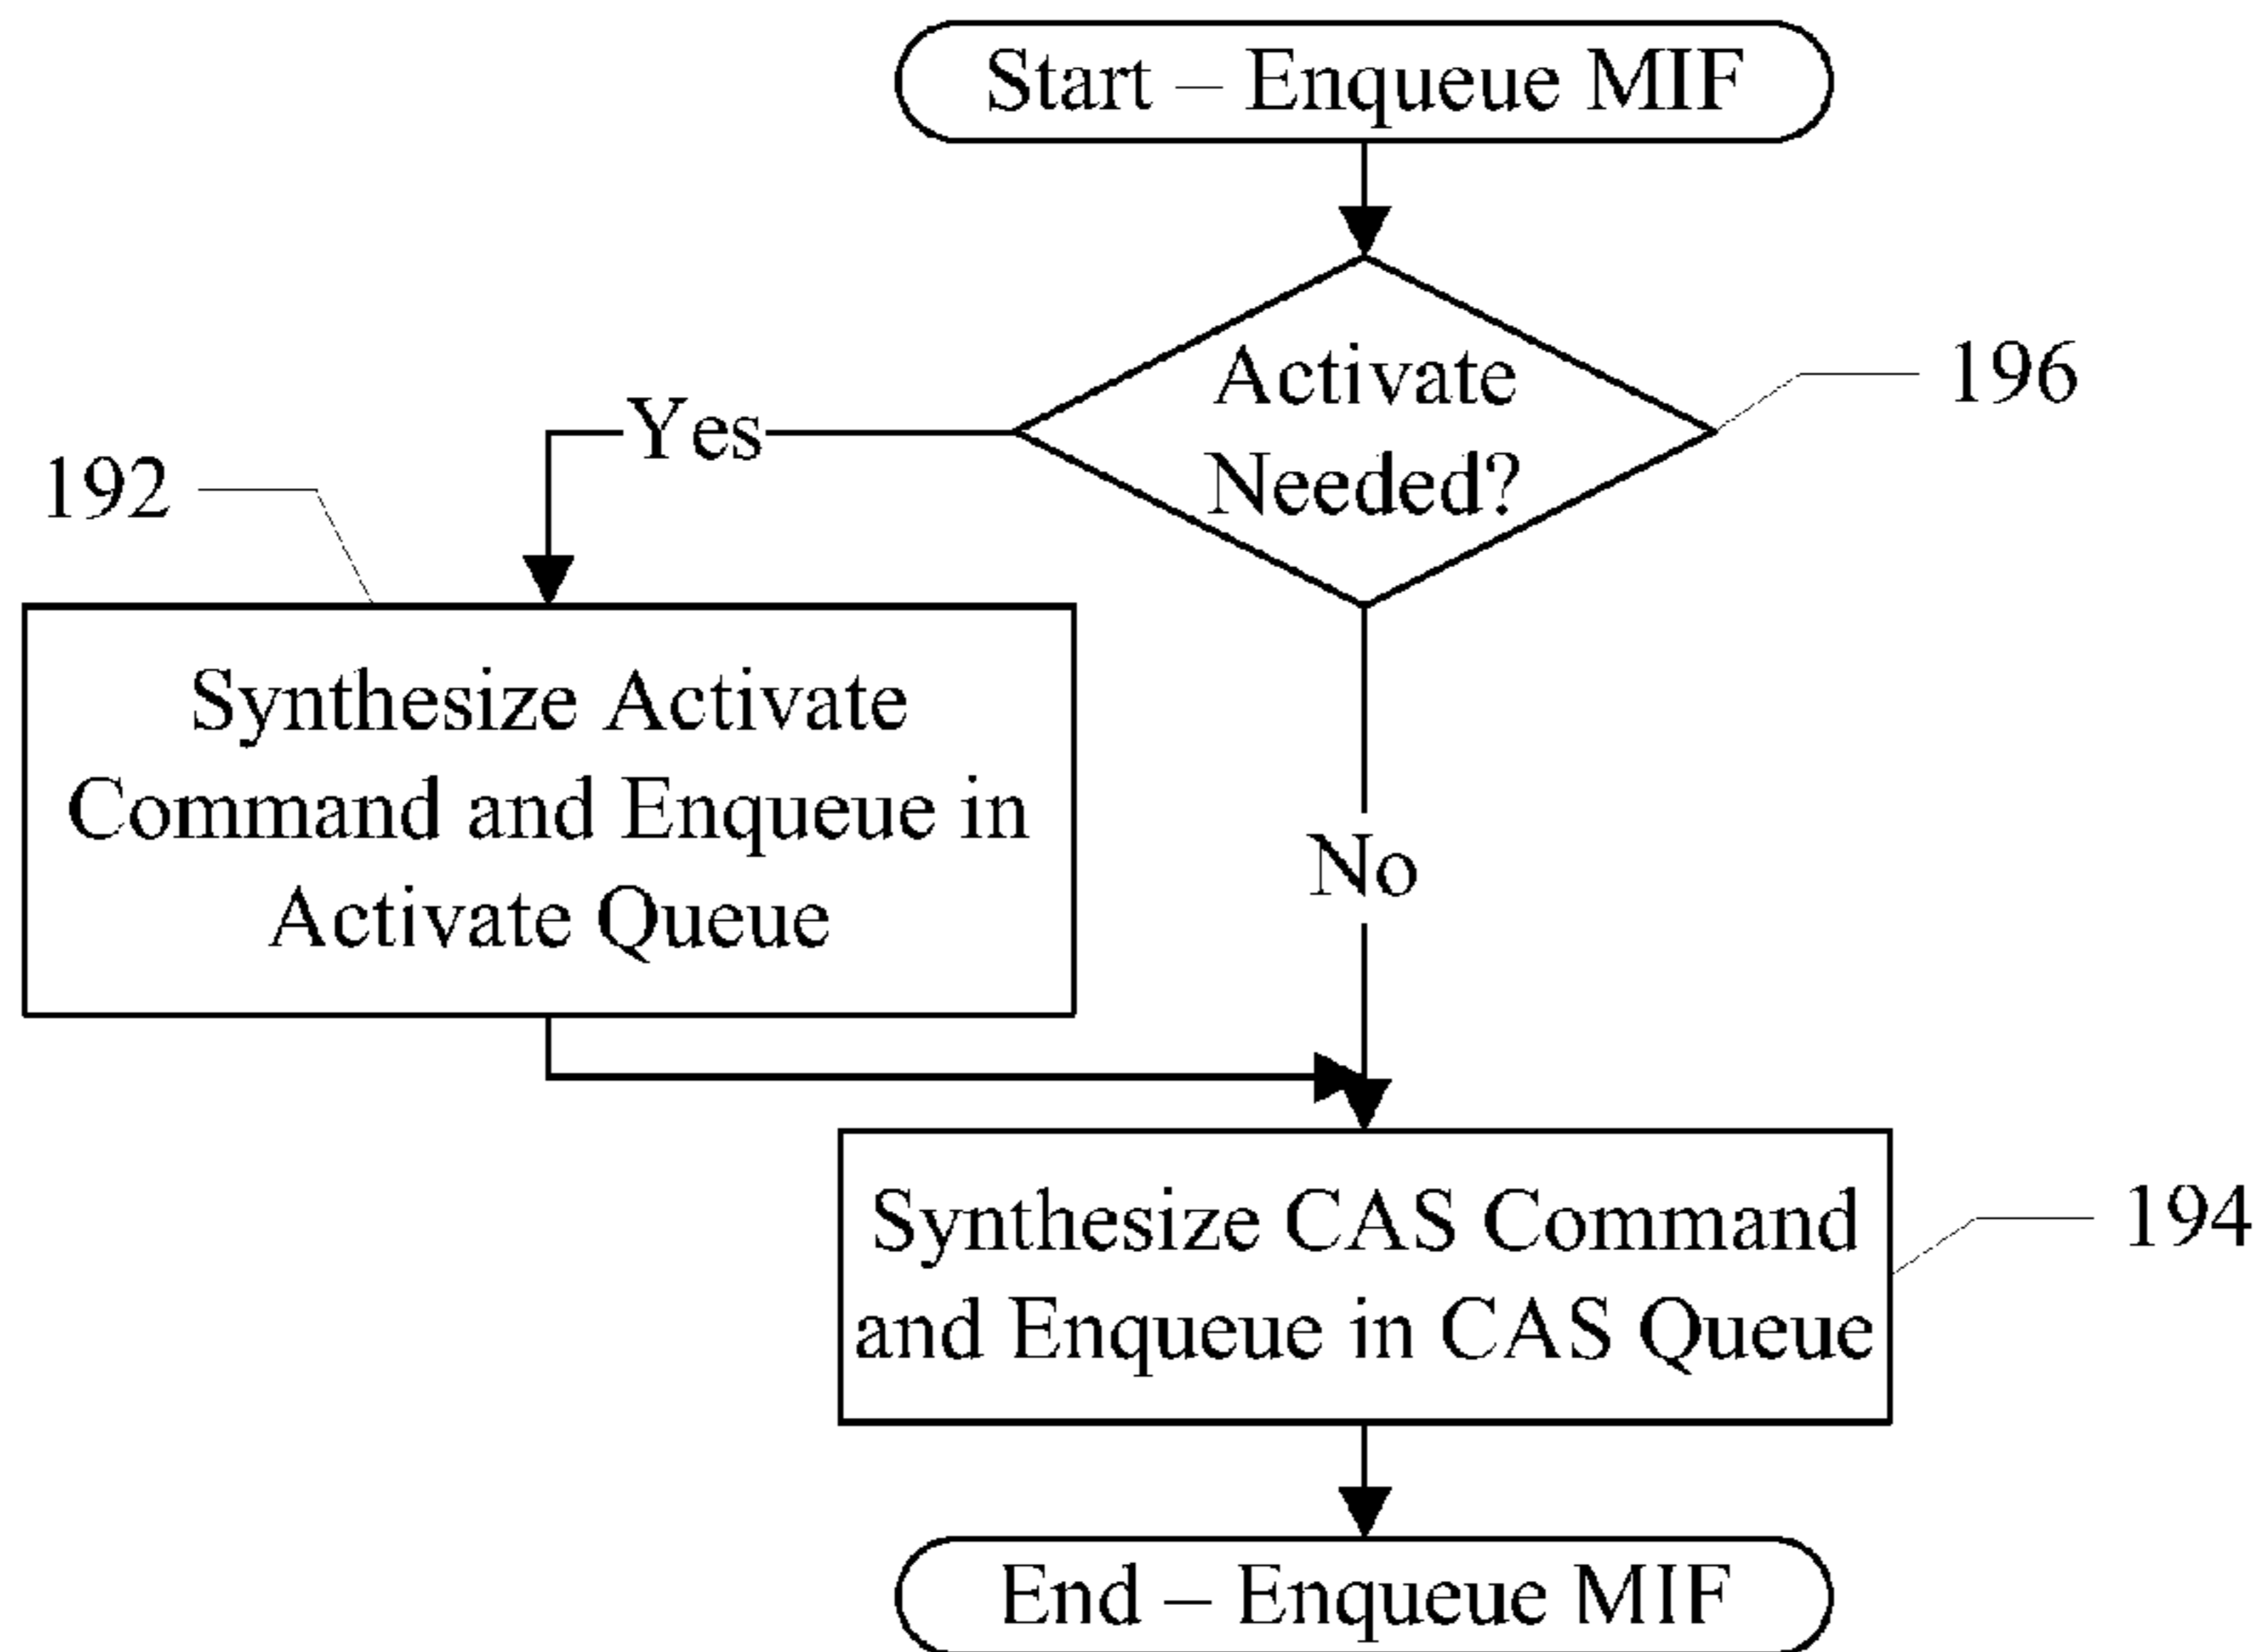 Start – Enqueue MIF
Activate
Needed?
196
Yes
192
Synthesize Activate
Command and Enqueue in
Activate Queue
No
Synthesize CAS Command
and Enqueue in CAS Queue
194
End – Enqueue MIF